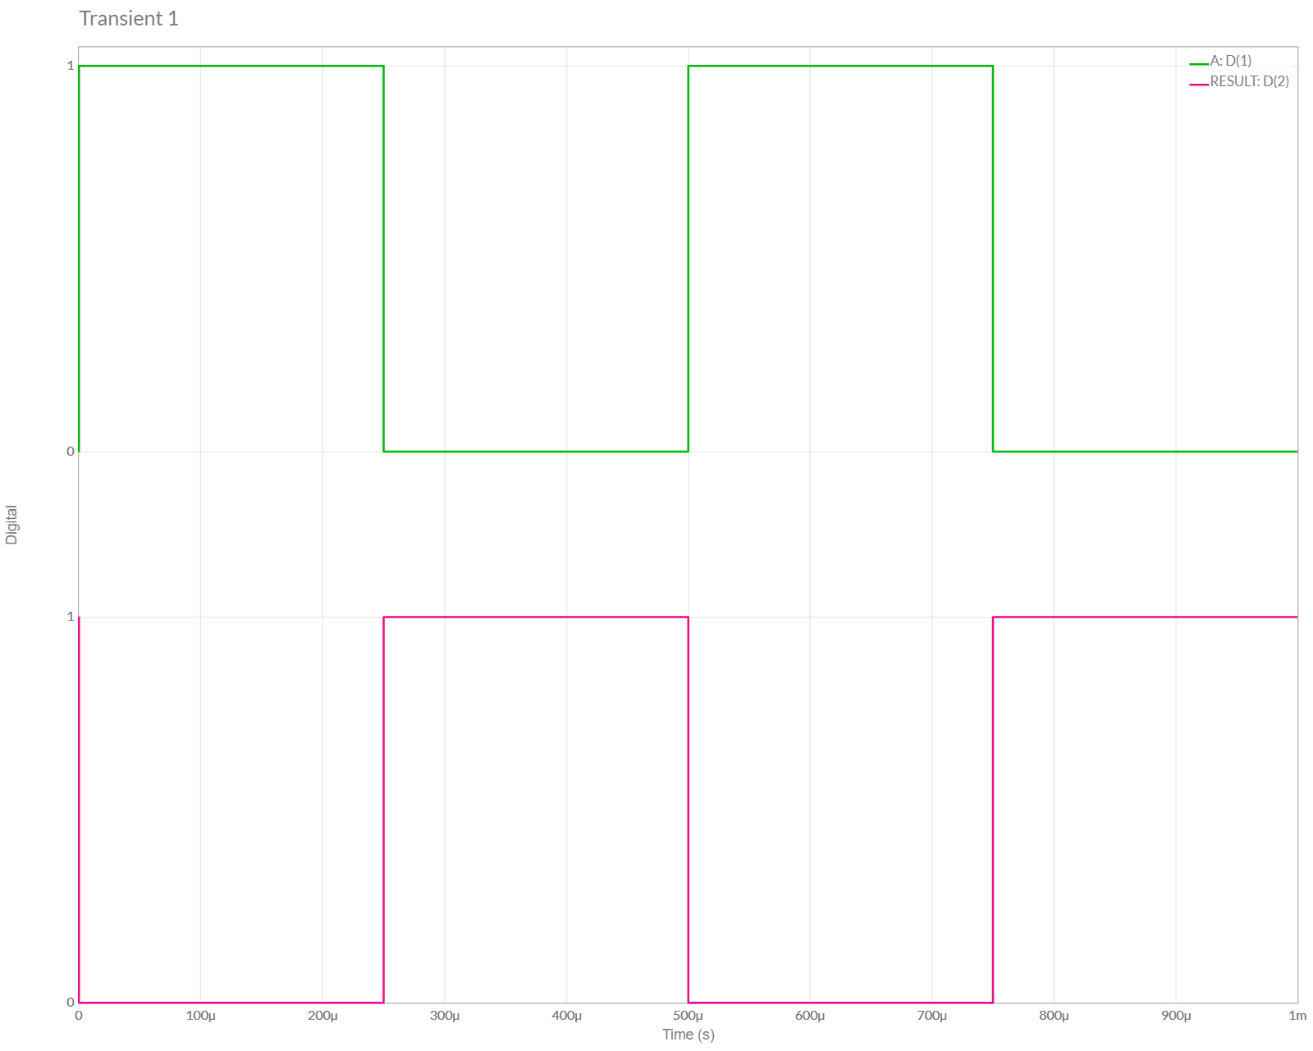 Transient 1
A: D(1)
RESULT: D(2)
1
0
Digital
1
0
0 100µ 200µ 300µ 400µ 500µ 600µ 700µ 800µ 900µ 1m
Time (s)